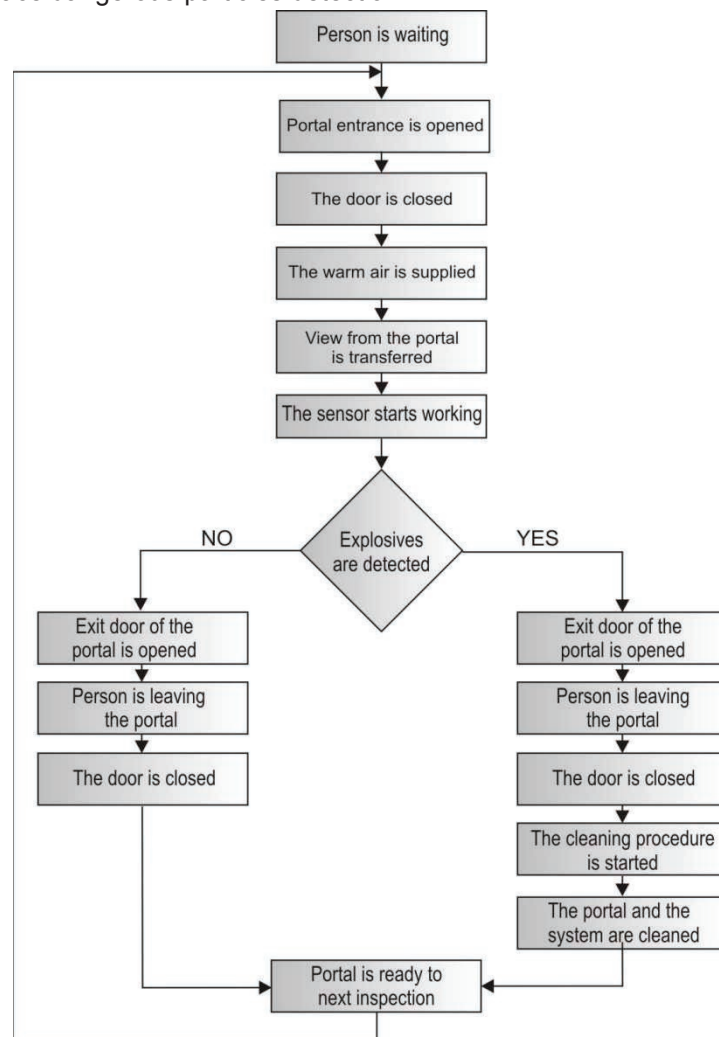 Person is waiting
Portal entrance is opened
The door is closed
The warm air is supplied
View from the portal
is transferred
The sensor starts working
Explosives
are detected
NO
YES
Exit door of the
portal is opened
Person is leaving
the portal
The door is closed
Exit door of the
portal is opened
Person is leaving
the portal
The door is closed
The cleaning procedure
is started
The portal and the
system are cleaned
Portal is ready to
next inspection